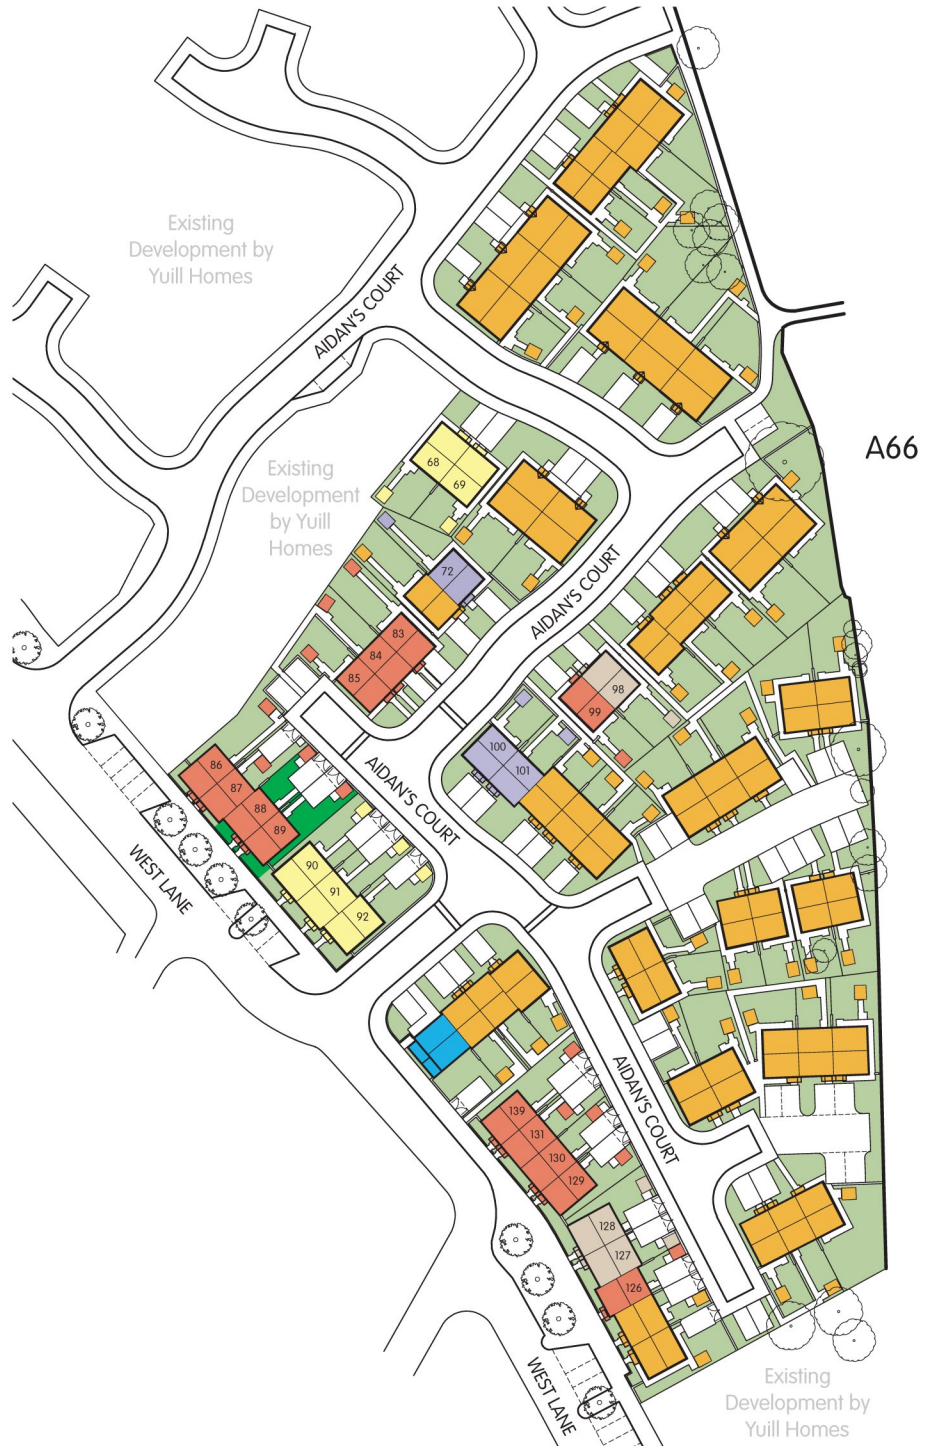 Existing
Development by
Yuill Homes
AIDAN'S COURT
A66
Existing
Development
by Yuill
Homes
68
69
72
AIDAN'S COURT
83
84
85
98
99
100
101
86
87
88
89
AIDAN'S COURT
WEST LANE
90
91
92
AIDAN'S COURT
139
131
130
129
128
127
126
WEST LANE
Existing
Development by
Yuill Homes